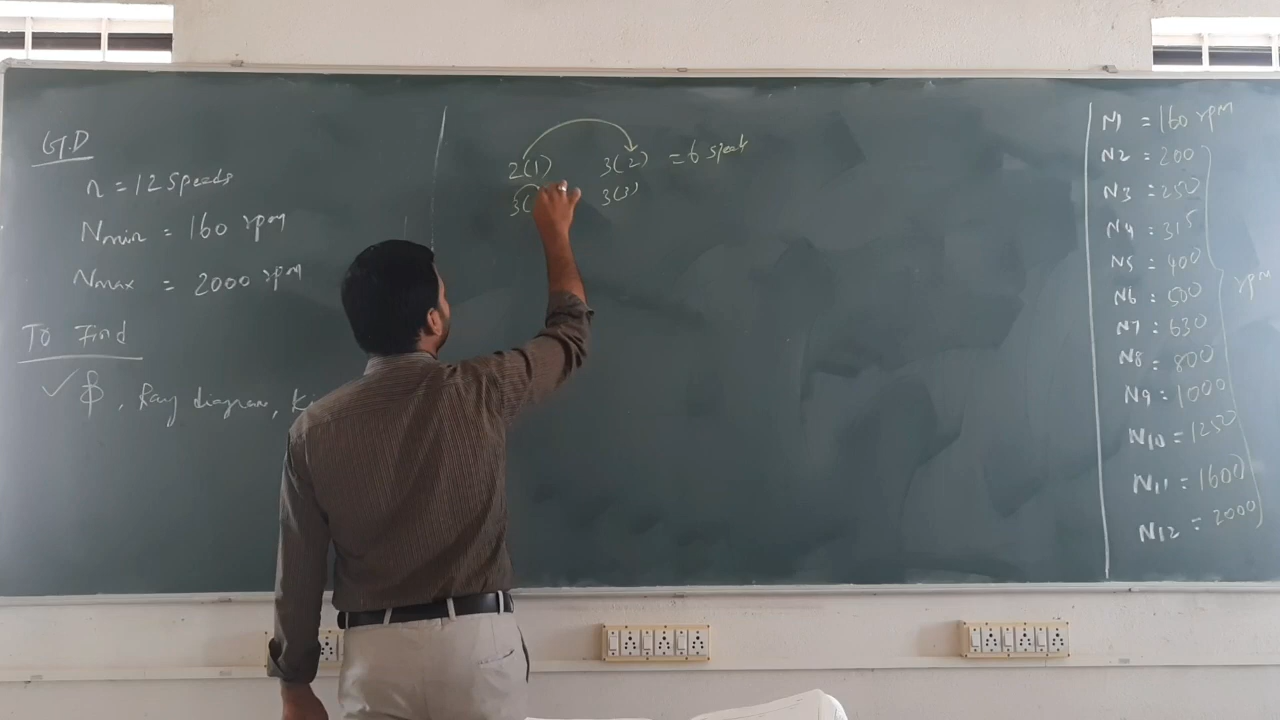 G.D
n = 12 Speeds
Nmin = 160 rpm
Nmax = 2000 rpm
To Find
✓ ϕ, Ray diagram,
2(1) 3(2) = 6 speeds
3( 3(3)
N1 = 160 rpm
N2 = 200
N3 = 250
N4 = 315
N5 = 400
N6 = 500
N7 = 630
N8 = 800
N9 = 1000
N10 = 1250
N11 = 1600
N12 = 2000
rpm